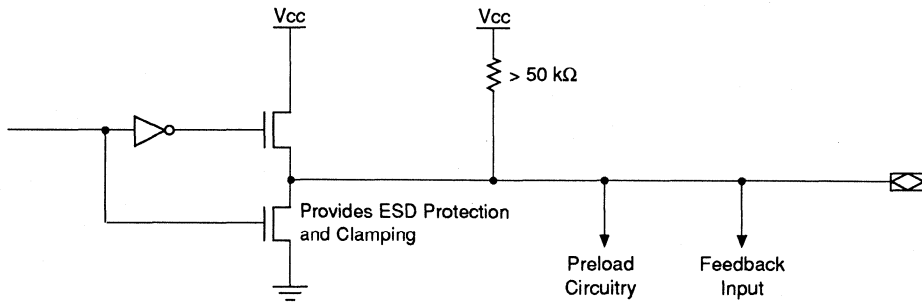 Vcc
Vcc
> 50 kΩ
Provides ESD Protection
and Clamping
Preload
Circuitry
Feedback
Input